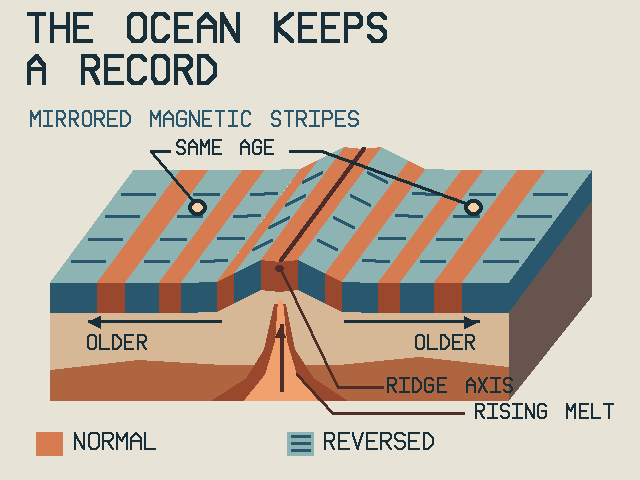 THE OCEAN KEEPS
A RECORD
MIRRORED MAGNETIC STRIPES
SAME AGE
OLDER
OLDER
RIDGE AXIS
RISING MELT
NORMAL
REVERSED